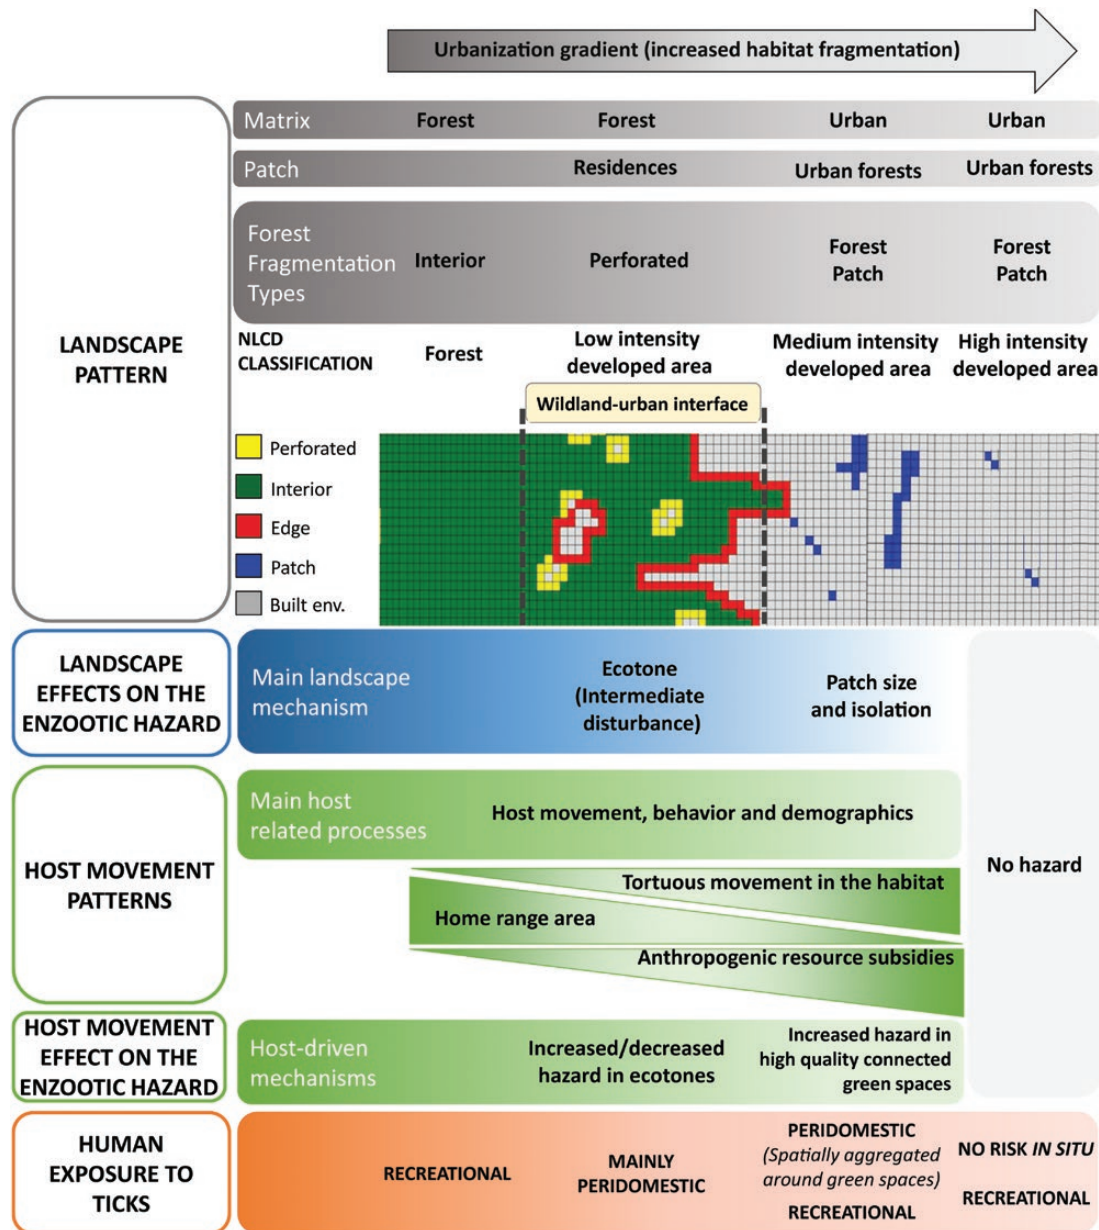 Urbanization gradient (increased habitat fragmentation)
LANDSCAPE
PATTERN
Matrix
Forest
Forest
Urban
Urban
Patch
Residences
Urban forests
Urban forests
Forest
Fragmentation
Types
Interior
Perforated
Forest
Patch
Forest
Patch
NLCD
CLASSIFICATION
Forest
Low intensity
developed area
Medium intensity
developed area
High intensity
developed area
Wildland-urban interface
Perforated
Interior
Edge
Patch
Built env.
LANDSCAPE
EFFECTS ON THE
ENZOOTIC HAZARD
Main landscape
mechanism
Ecotone
(Intermediate
disturbance)
Patch size
and isolation
HOST MOVEMENT
PATTERNS
Main host
related processes
Host movement, behavior and demographics
Tortuous movement in the habitat
Home range area
Anthropogenic resource subsidies
No hazard
HOST MOVEMENT
EFFECT ON THE
ENZOOTIC HAZARD
Host-driven
mechanisms
Increased/decreased
hazard in ecotones
Increased hazard in
high quality connected
green spaces
HUMAN
EXPOSURE TO
TICKS
RECREATIONAL
MAINLY
PERIDOMESTIC
PERIDOMESTIC
(Spatially aggregated
around green spaces)
RECREATIONAL
NO RISK IN SITU
RECREATIONAL